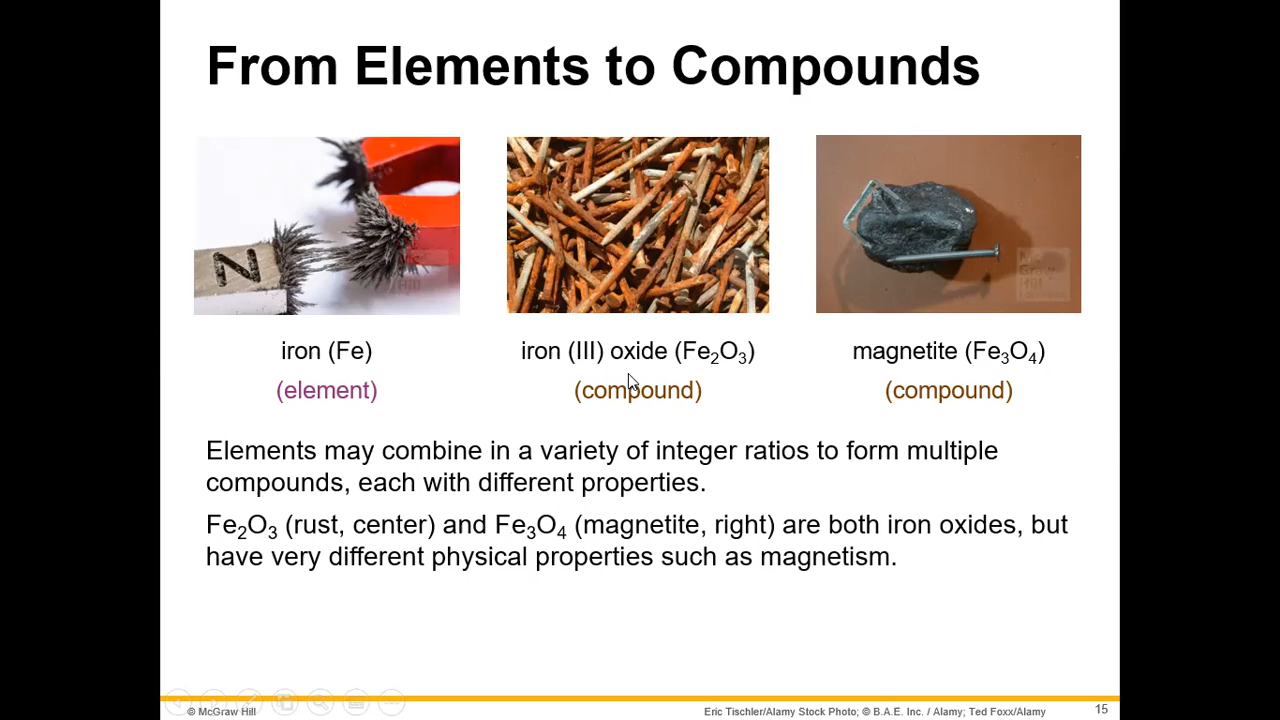 From Elements to Compounds
N
Mc
Graw
Hill
iron (Fe)
iron (III) oxide (Fe₂O₃)
magnetite (Fe₃O₄)
(element)
(compound)
(compound)
Elements may combine in a variety of integer ratios to form multiple
compounds, each with different properties.
Fe₂O₃ (rust, center) and Fe₃O₄ (magnetite, right) are both iron oxides, but
have very different physical properties such as magnetism.
© McGraw Hill
Eric Tischler/Alamy Stock Photo; © B.A.E. Inc. / Alamy; Ted Foxx/Alamy
15